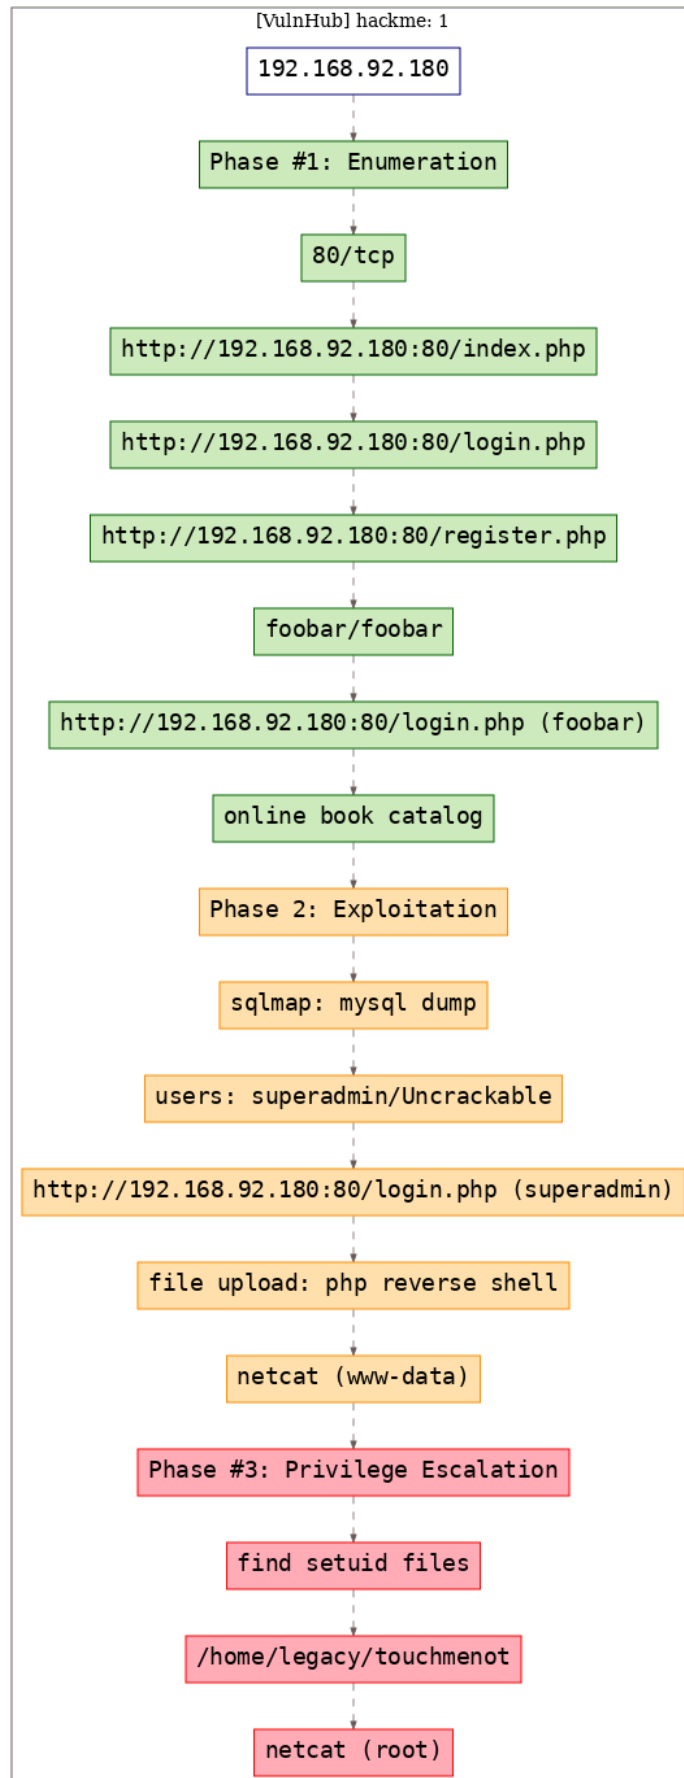 [VulnHub] hackme: 1
192.168.92.180
Phase #1: Enumeration
80/tcp
http://192.168.92.180:80/index.php
http://192.168.92.180:80/login.php
http://192.168.92.180:80/register.php
foobar/foobar
http://192.168.92.180:80/login.php (foobar)
online book catalog
Phase 2: Exploitation
sqlmap: mysql dump
users: superadmin/Uncrackable
http://192.168.92.180:80/login.php (superadmin)
file upload: php reverse shell
netcat (www-data)
Phase #3: Privilege Escalation
find setuid files
/home/legacy/touchmenot
netcat (root)